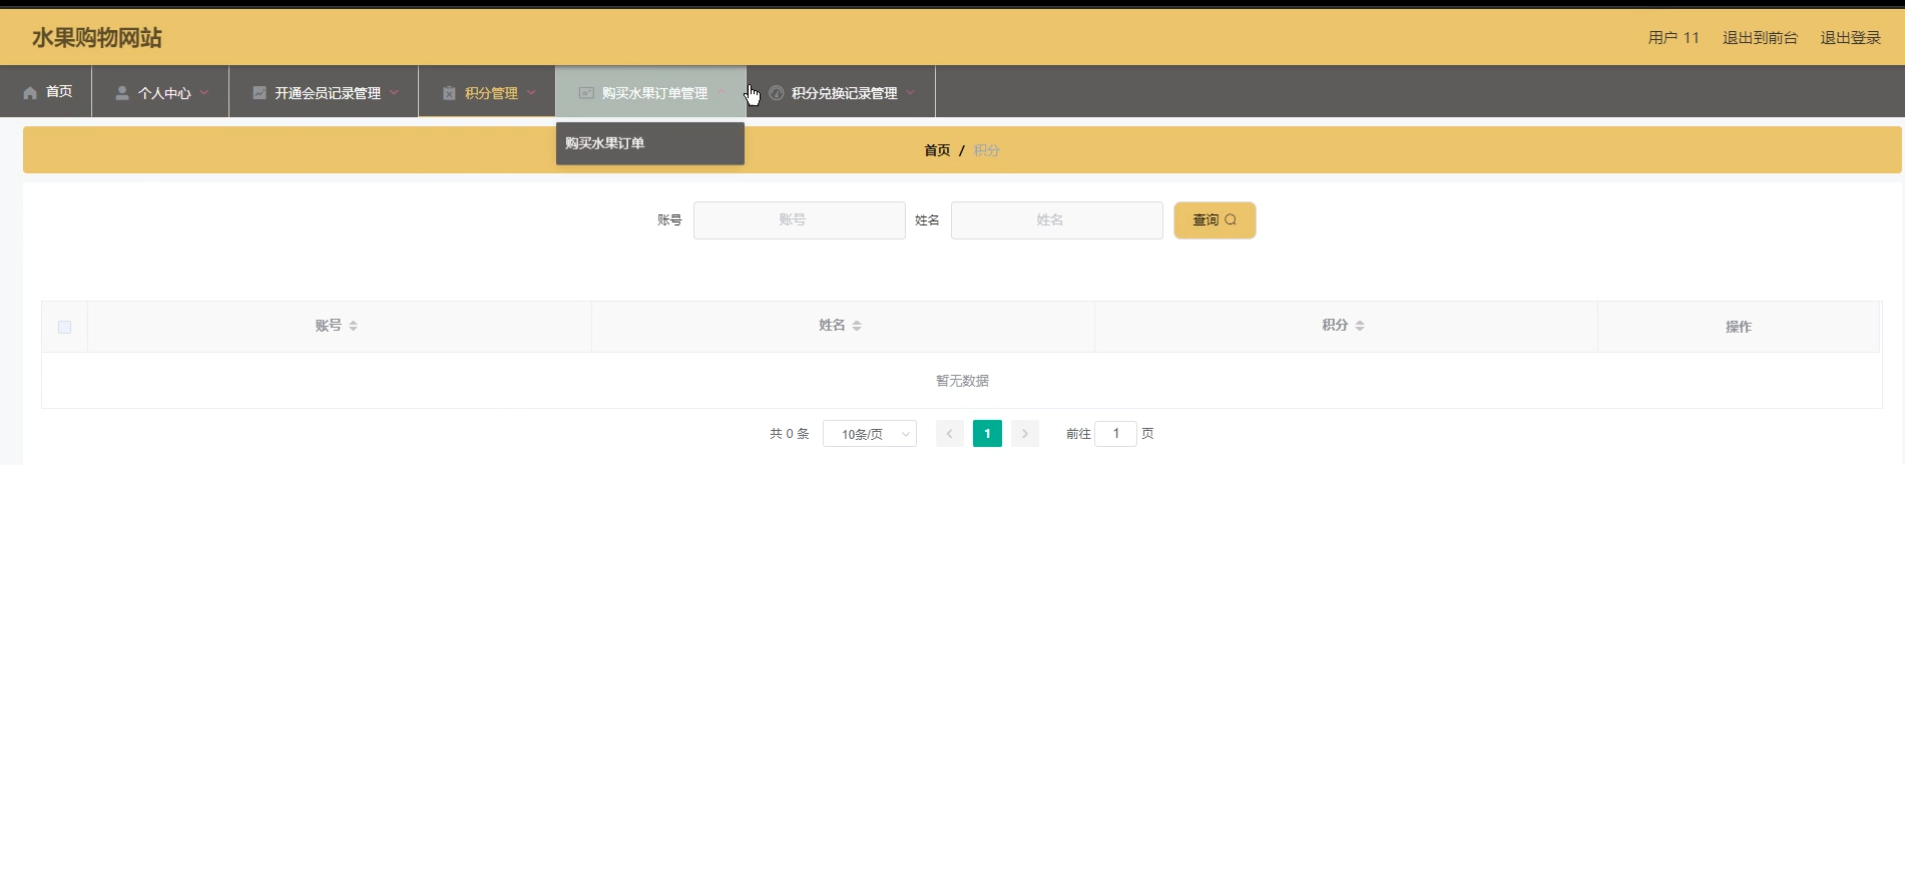 水果购物网站
用户 11 退出到前台 退出登录
首页 个人中心 开通会员记录管理 积分管理 购买水果订单管理 积分兑换记录管理
购买水果订单
首页 / 积分
账号 账号 姓名 姓名 查询
账号 姓名 积分 操作
暂无数据
共 0 条 10条/页 1 前往 1 页